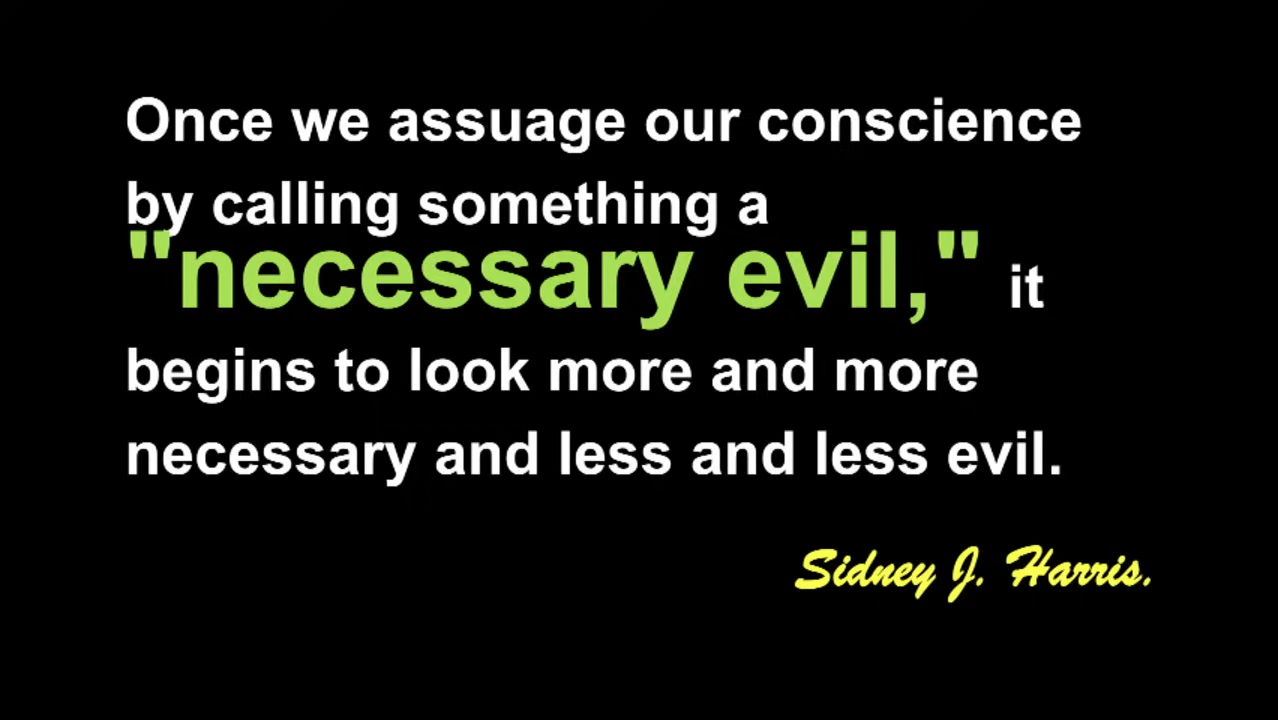 Once we assuage our conscience
by calling something a
"necessary evil," it
begins to look more and more
necessary and less and less evil.
Sidney J. Harris.